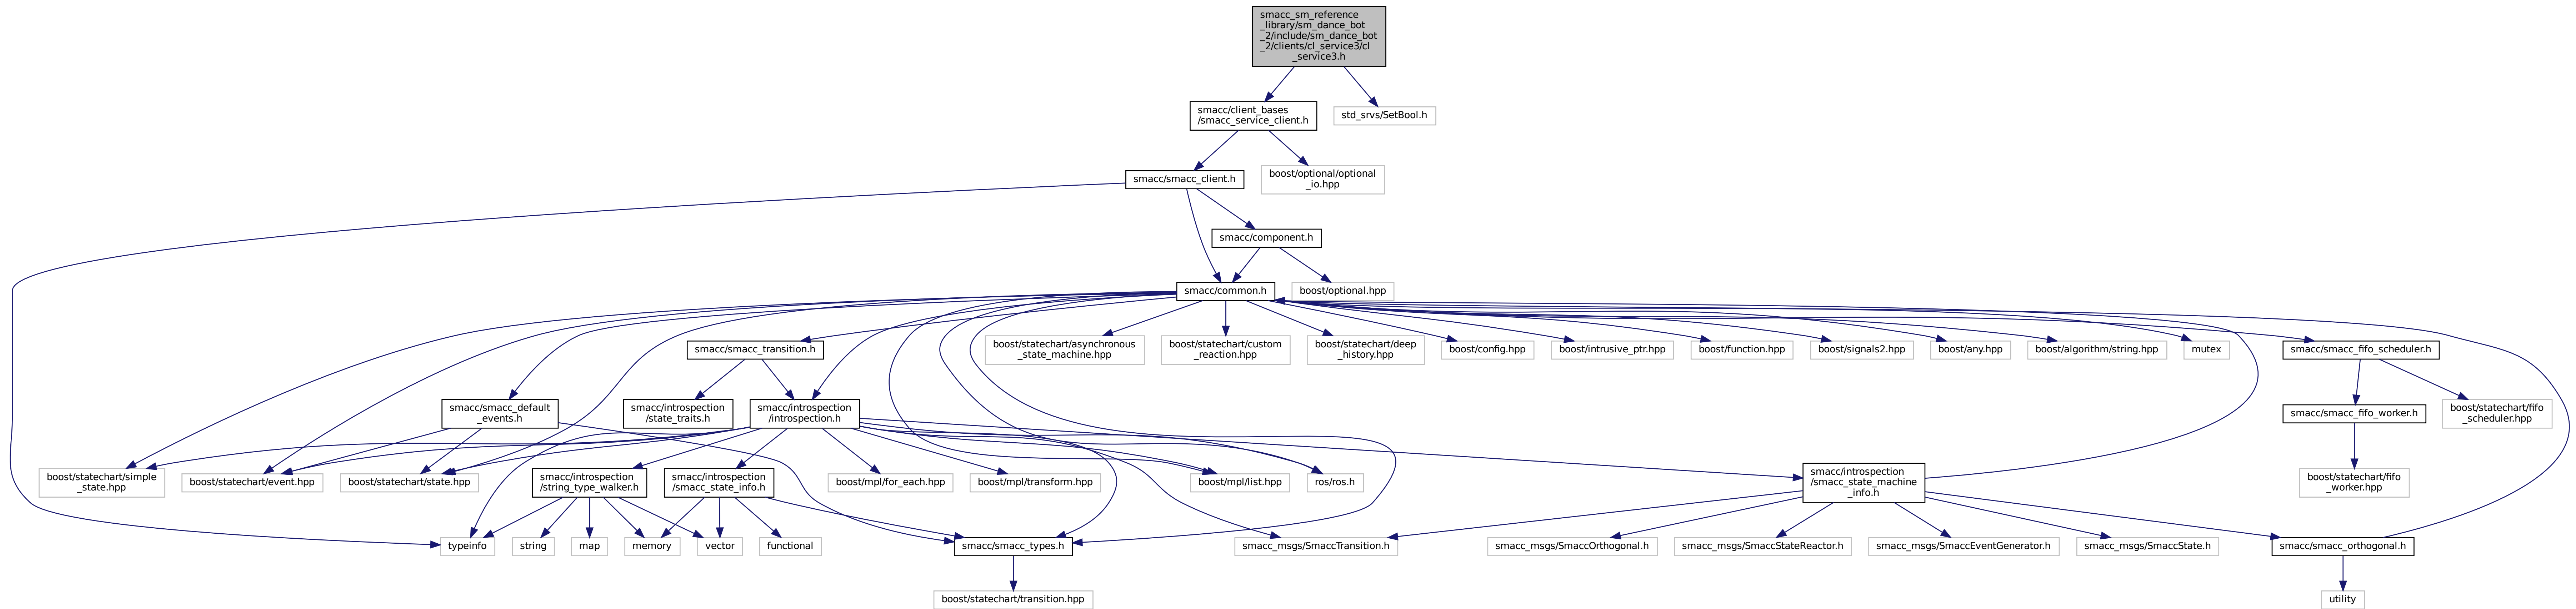 smacc_sm_reference
_library/sm_dance_bot
_2/include/sm_dance_bot
_2/clients/cl_service3/cl
_service3.h
smacc/client_bases
/smacc_service_client.h
std_srvs/SetBool.h
smacc/smacc_client.h
boost/optional/optional
_io.hpp
smacc/component.h
smacc/common.h
boost/optional.hpp
smacc/smacc_transition.h
boost/statechart/asynchronous
_state_machine.hpp
boost/statechart/custom
_reaction.hpp
boost/statechart/deep
_history.hpp
boost/config.hpp
boost/intrusive_ptr.hpp
boost/function.hpp
boost/signals2.hpp
boost/any.hpp
boost/algorithm/string.hpp
mutex
smacc/smacc_fifo_scheduler.h
smacc/smacc_default
_events.h
smacc/introspection
/state_traits.h
smacc/introspection
/introspection.h
smacc/smacc_fifo_worker.h
boost/statechart/fifo
_scheduler.hpp
boost/statechart/simple
_state.hpp
boost/statechart/event.hpp
boost/statechart/state.hpp
smacc/introspection
/string_type_walker.h
smacc/introspection
/smacc_state_info.h
boost/mpl/for_each.hpp
boost/mpl/transform.hpp
boost/mpl/list.hpp
ros/ros.h
smacc/introspection
/smacc_state_machine
_info.h
boost/statechart/fifo
_worker.hpp
typeinfo
string
map
memory
vector
functional
smacc/smacc_types.h
smacc_msgs/SmaccTransition.h
smacc_msgs/SmaccOrthogonal.h
smacc_msgs/SmaccStateReactor.h
smacc_msgs/SmaccEventGenerator.h
smacc_msgs/SmaccState.h
smacc/smacc_orthogonal.h
boost/statechart/transition.hpp
utility